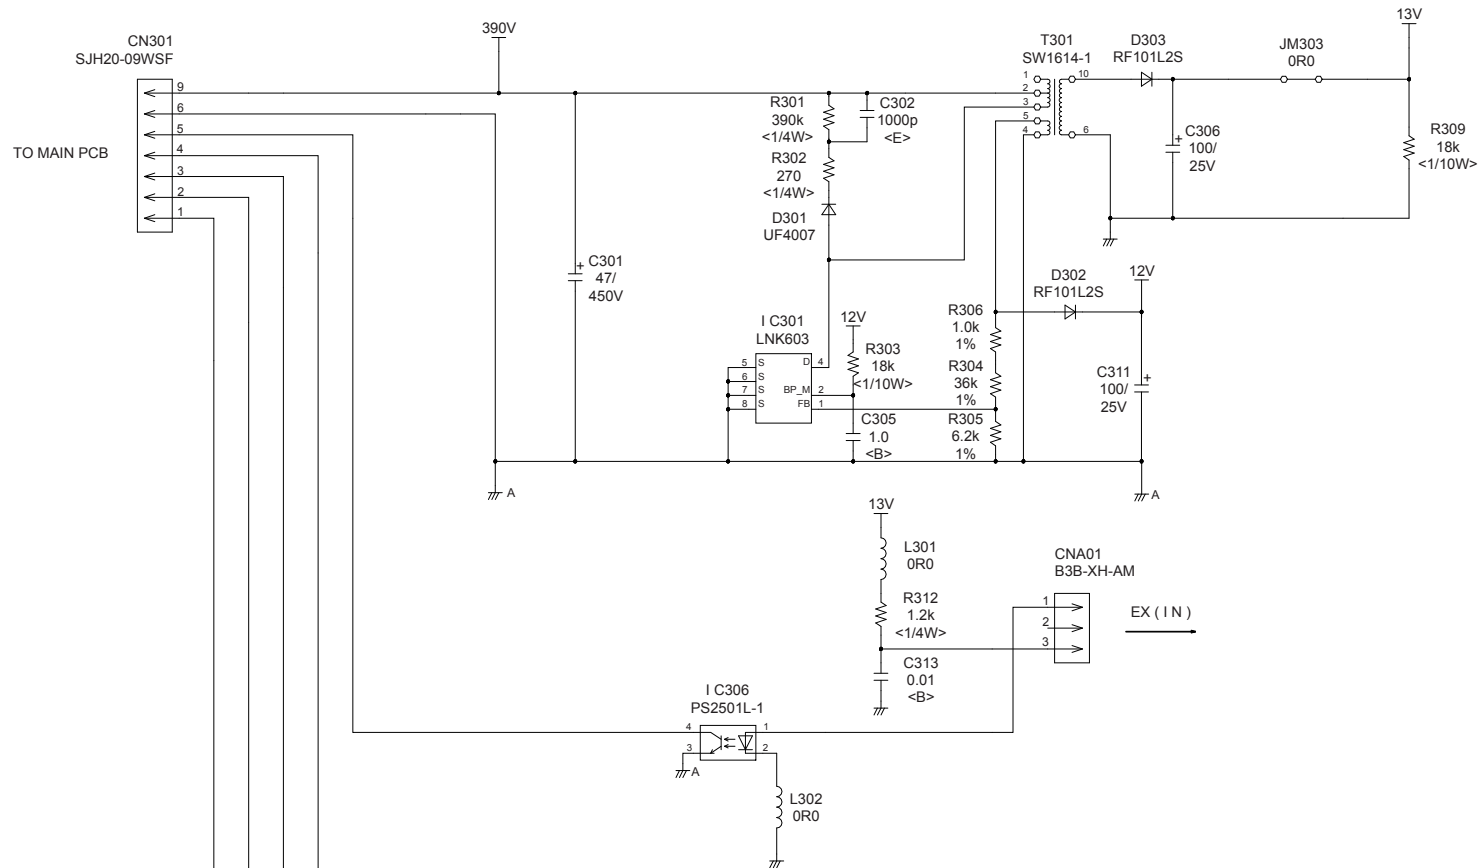 390V
13V
CN301
SJH20-09WSF
T301
SW1614-1
D303
RF101L2S
JM303
0R0
TO MAIN PCB
9
6
5
4
3
2
1
R301
390k
<1/4W>
C302
1000p
<E>
R302
270
<1/4W>
D301
UF4007
1
2
3
5
4
10
6
C306
+
100/
25V
R309
18k
<1/10W>
C301
+
47/
450V
D302
RF101L2S
12V
I C301
LNK603
12V
R303
18k
<1/10W>
R306
1.0k
1%
R304
36k
1%
R305
6.2k
1%
5 S
6 S
7 S
8 S
D 4
BP_M 2
FB 1
C305
1.0
<B>
C311
+
100/
25V
A
A
13V
L301
0R0
R312
1.2k
<1/4W>
C313
0.01
<B>
CNA01
B3B-XH-AM
1
2
3
EX ( I N )
I C306
PS2501L-1
4
3
1
2
A
L302
0R0